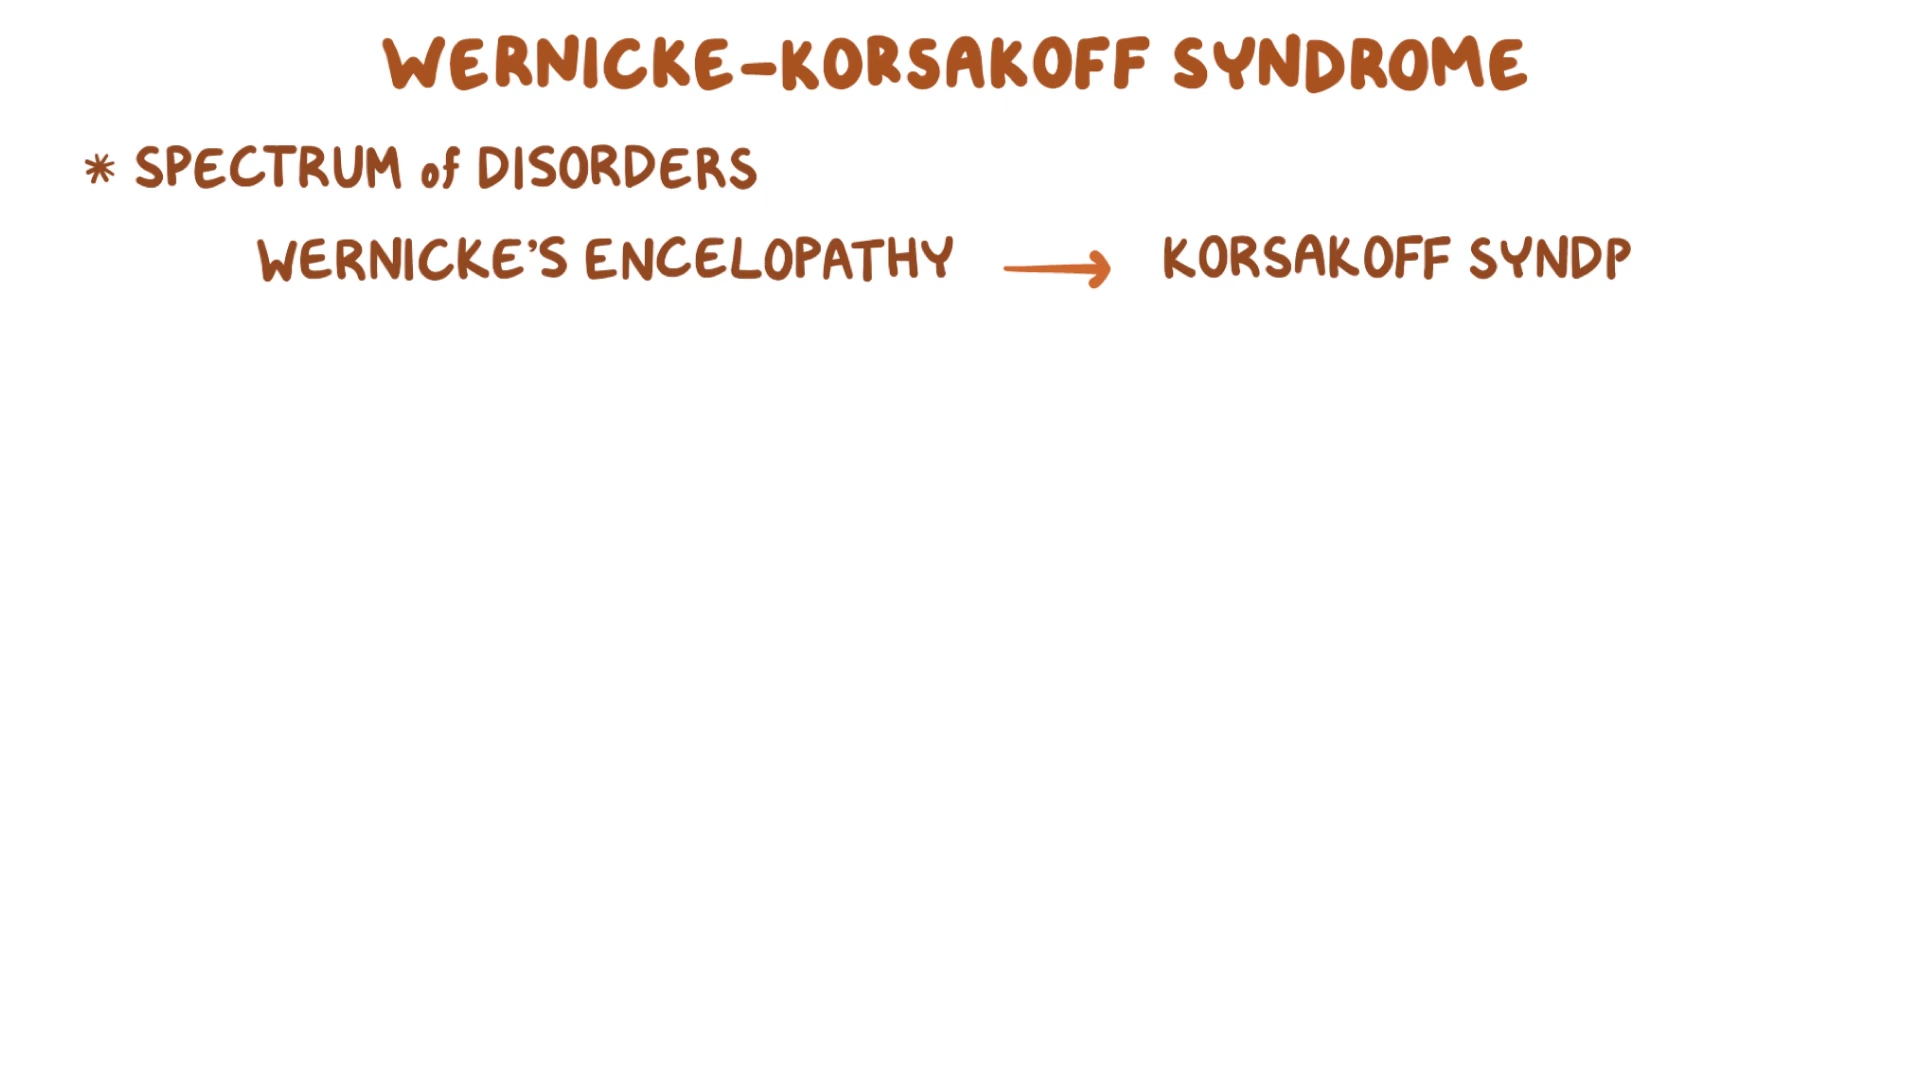 WERNICKE-KORSAKOFF SYNDROME
* SPECTRUM of DISORDERS
WERNICKE'S ENCELOPATHY → KORSAKOFF SYNDP